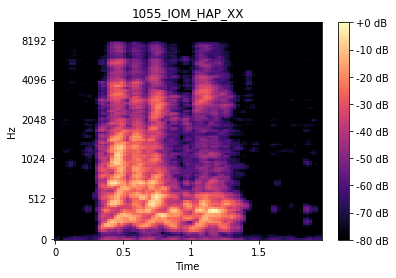 1055_IOM_HAP_XX
+0 dB
8192
-10 dB
4096
-20 dB
-30 dB
2048
Hz
-40 dB
1024
-50 dB
512
-60 dB
-70 dB
0
-80 dB
0 0.5 1 1.5
Time